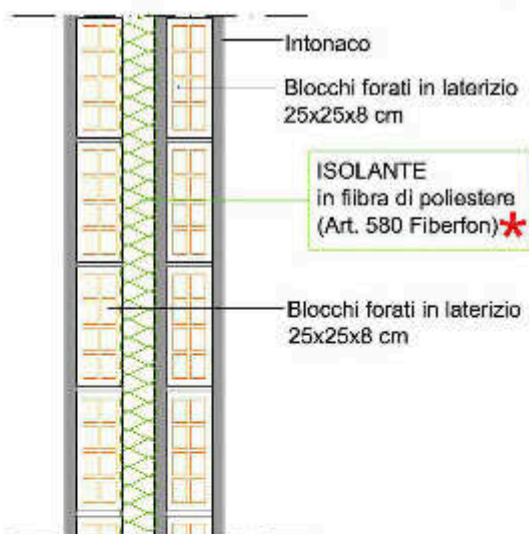 Intonaco
Blocchi forati in laterizio
25x25x8 cm
ISOLANTE
in fiibra di poliestere
(Art. 580 Fiberfon)*
Blocchi forati in laterizio
25x25x8 cm